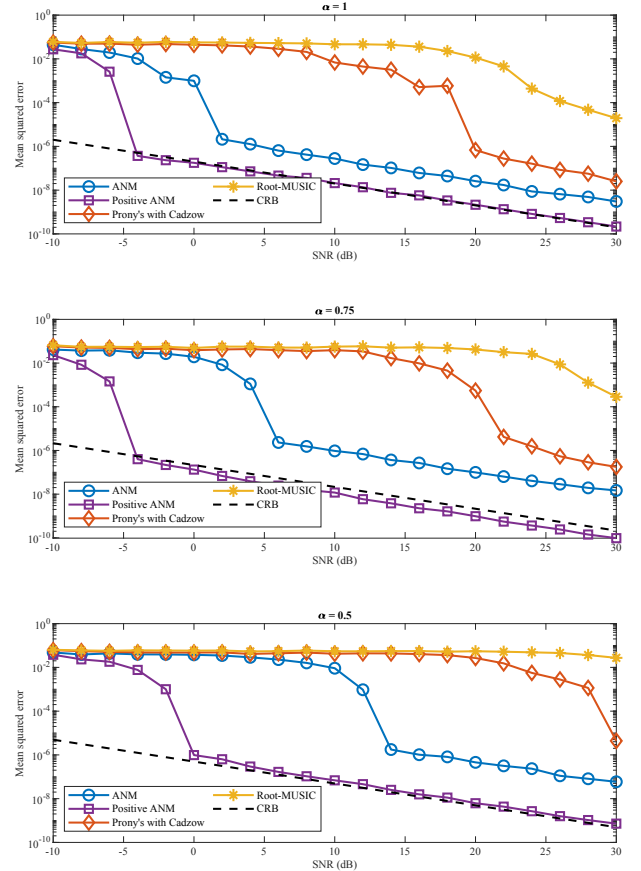 α = 1
Mean squared error
10^0
10^-2
10^-4
10^-6
10^-8
10^-10
ANM
Positive ANM
Prony's with Cadzow
Root-MUSIC
CRB
-10 -5 0 5 10 15 20 25 30
SNR (dB)
α = 0.75
Mean squared error
10^0
10^-2
10^-4
10^-6
10^-8
10^-10
ANM
Positive ANM
Prony's with Cadzow
Root-MUSIC
CRB
-10 -5 0 5 10 15 20 25 30
SNR (dB)
α = 0.5
Mean squared error
10^0
10^-2
10^-4
10^-6
10^-8
10^-10
ANM
Positive ANM
Prony's with Cadzow
Root-MUSIC
CRB
-10 -5 0 5 10 15 20 25 30
SNR (dB)